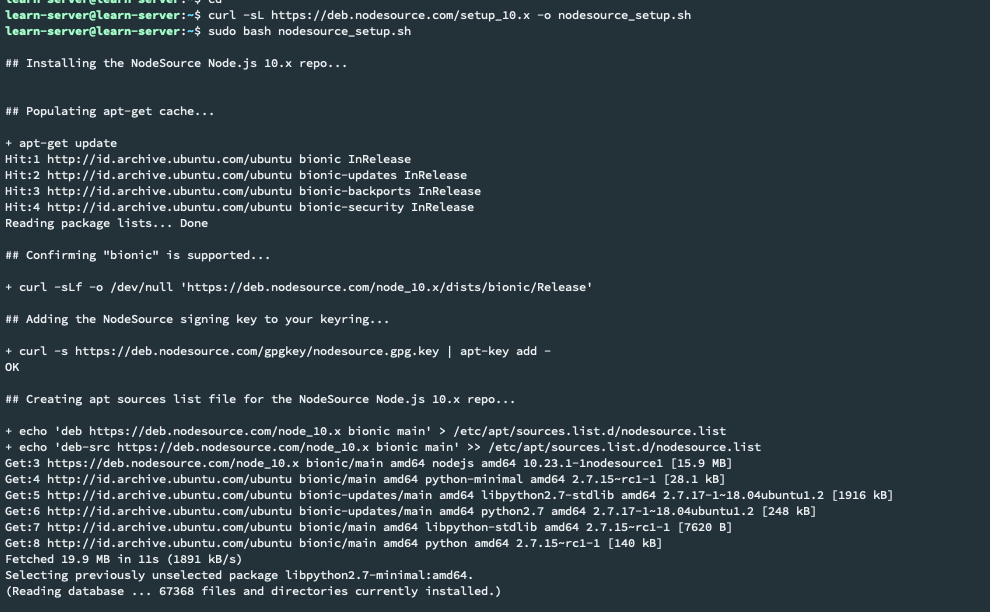 learn-server@learn-server:~$ cd
learn-server@learn-server:~$ curl -sL https://deb.nodesource.com/setup_10.x -o nodesource_setup.sh
learn-server@learn-server:~$ sudo bash nodesource_setup.sh
## Installing the NodeSource Node.js 10.x repo...
## Populating apt-get cache...
+ apt-get update
Hit:1 http://id.archive.ubuntu.com/ubuntu bionic InRelease
Hit:2 http://id.archive.ubuntu.com/ubuntu bionic-updates InRelease
Hit:3 http://id.archive.ubuntu.com/ubuntu bionic-backports InRelease
Hit:4 http://id.archive.ubuntu.com/ubuntu bionic-security InRelease
Reading package lists... Done
## Confirming "bionic" is supported...
+ curl -sLf -o /dev/null 'https://deb.nodesource.com/node_10.x/dists/bionic/Release'
## Adding the NodeSource signing key to your keyring...
+ curl -s https://deb.nodesource.com/gpgkey/nodesource.gpg.key | apt-key add -
OK
## Creating apt sources list file for the NodeSource Node.js 10.x repo...
+ echo 'deb https://deb.nodesource.com/node_10.x bionic main' > /etc/apt/sources.list.d/nodesource.list
+ echo 'deb-src https://deb.nodesource.com/node_10.x bionic main' >> /etc/apt/sources.list.d/nodesource.list
Get:3 https://deb.nodesource.com/node_10.x bionic/main amd64 nodejs amd64 10.23.1-1nodesource1 [15.9 MB]
Get:4 http://id.archive.ubuntu.com/ubuntu bionic/main amd64 python-minimal amd64 2.7.15~rc1-1 [28.1 kB]
Get:5 http://id.archive.ubuntu.com/ubuntu bionic-updates/main amd64 libpython2.7-stdlib amd64 2.7.17-1~18.04ubuntu1.2 [1916 kB]
Get:6 http://id.archive.ubuntu.com/ubuntu bionic-updates/main amd64 python2.7 amd64 2.7.17-1~18.04ubuntu1.2 [248 kB]
Get:7 http://id.archive.ubuntu.com/ubuntu bionic/main amd64 libpython-stdlib amd64 2.7.15~rc1-1 [7620 B]
Get:8 http://id.archive.ubuntu.com/ubuntu bionic/main amd64 python amd64 2.7.15~rc1-1 [140 kB]
Fetched 19.9 MB in 11s (1891 kB/s)
Selecting previously unselected package libpython2.7-minimal:amd64.
(Reading database ... 67368 files and directories currently installed.)